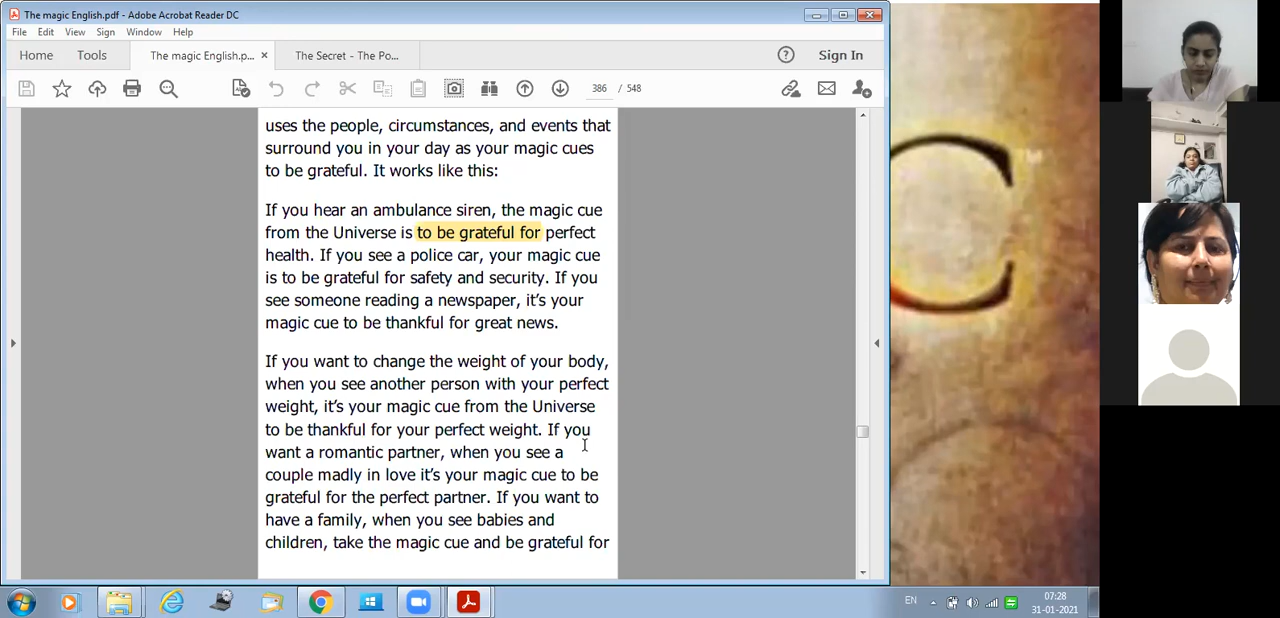 The magic English.pdf - Adobe Acrobat Reader DC
File Edit View Sign Window Help
Home Tools The magic English.p... × The Secret - The Po... Sign In
386 / 548
uses the people, circumstances, and events that
surround you in your day as your magic cues
to be grateful. It works like this:
If you hear an ambulance siren, the magic cue
from the Universe is to be grateful for perfect
health. If you see a police car, your magic cue
is to be grateful for safety and security. If you
see someone reading a newspaper, it's your
magic cue to be thankful for great news.
If you want to change the weight of your body,
when you see another person with your perfect
weight, it's your magic cue from the Universe
to be thankful for your perfect weight. If you
want a romantic partner, when you see a
couple madly in love it's your magic cue to be
grateful for the perfect partner. If you want to
have a family, when you see babies and
children, take the magic cue and be grateful for
EN
07:28
31-01-2021